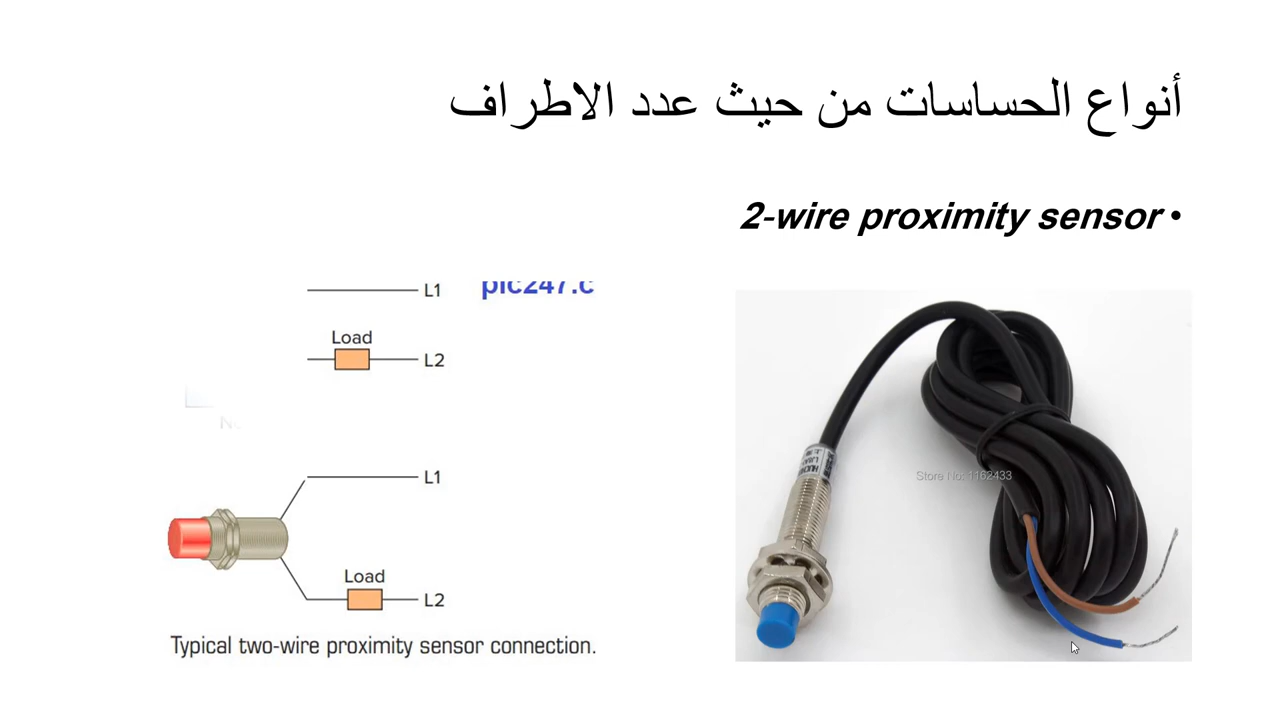 أنواع الحساسات من حيث عدد الاطراف
• 2-wire proximity sensor
L1
plc247.c
Load
L2
L1
Load
L2
Typical two-wire proximity sensor connection.
Store No: 1162433